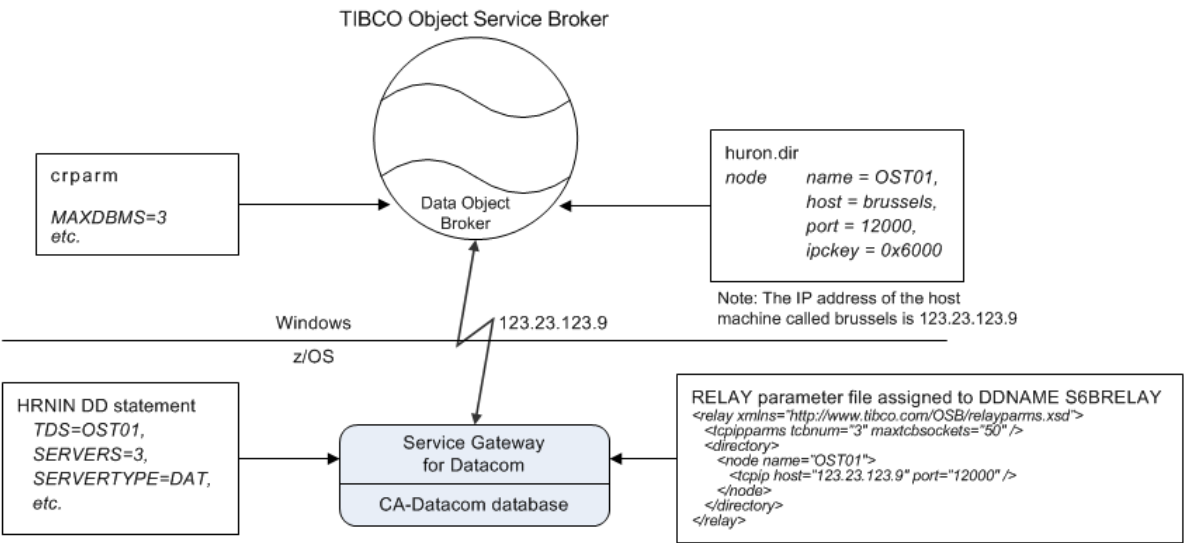 TIBCO Object Service Broker
crparm
MAXDBMS=3
etc.
Data Object
Broker
huron.dir
node name = OST01,
host = brussels,
port = 12000,
ipckey = 0x6000
Note: The IP address of the host
machine called brussels is 123.23.123.9
Windows
123.23.123.9
z/OS
HRNIN DD statement
TDS=OST01,
SERVERS=3,
SERVERTYPE=DAT,
etc.
Service Gateway
for Datacom
CA-Datacom database
RELAY parameter file assigned to DDNAME S6BRELAY
<relay xmlns="http://www.tibco.com/OSB/relayparms.xsd">
<tcpipparms tcbnum="3" maxtcbsockets="50" />
<directory>
<node name="OST01">
<tcpip host="123.23.123.9" port="12000" />
</node>
</directory>
</relay>